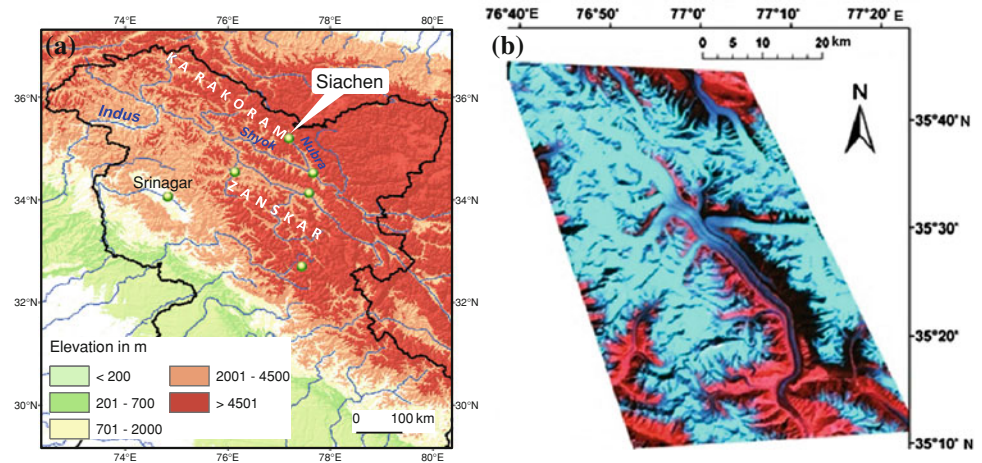 (a)
74°E 76°E 78°E 80°E
36°N
34°N
32°N
30°N
KARAKORAM
Siachen
Indus
Shyok
Nubra
Srinagar
ZANSKAR
Elevation in m
< 200
201 - 700
701 - 2000
2001 - 4500
> 4501
0 100 km
36°N
34°N
32°N
30°N
74°E 76°E 78°E 80°E
76°40' 76°50' 77°0' 77°10' 77°20' E
(b)
0 5 10 20 km
N
35°40' N
35°30' N
35°20' N
35°10' N